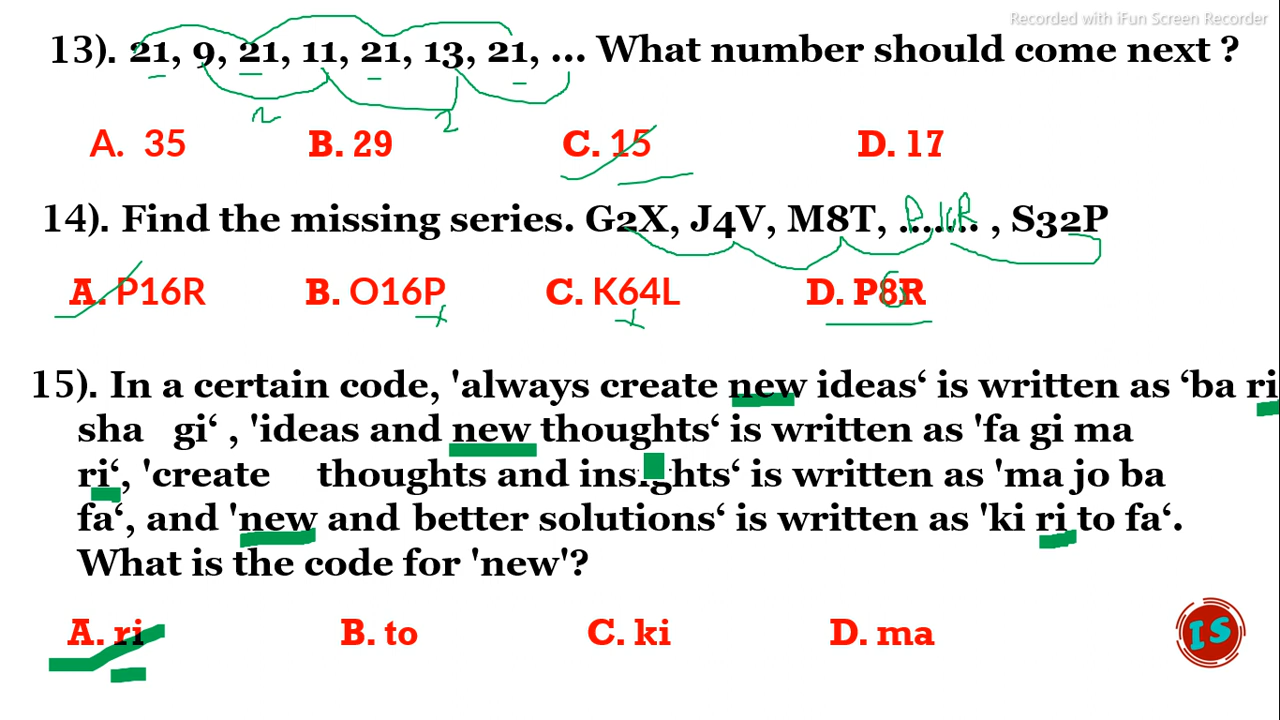 Recorded with iFun Screen Recorder
13). 21, 9, 21, 11, 21, 13, 21, ... What number should come next ?
2 2
A. 35 B. 29 C. 15 D. 17
14). Find the missing series. G2X, J4V, M8T, P16R ........ , S32P
A. P16R B. O16P C. K64L D. P8R
15). In a certain code, 'always create new ideas‘ is written as ‘ba ri
sha gi‘ , 'ideas and new thoughts‘ is written as 'fa gi ma
ri‘, 'create thoughts and insights‘ is written as 'ma jo ba
fa‘, and 'new and better solutions‘ is written as 'ki ri to fa‘.
What is the code for 'new'?
A. ri B. to C. ki D. ma
IS